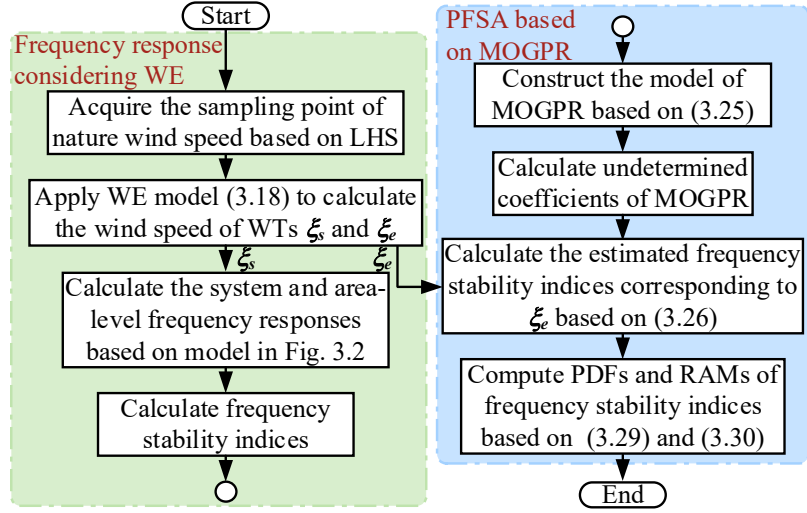 Start
Frequency response
considering WE
Acquire the sampling point of
nature wind speed based on LHS
Apply WE model (3.18) to calculate
the wind speed of WTs ξs and ξe
ξs
ξe
Calculate the system and area-
level frequency responses
based on model in Fig. 3.2
Calculate frequency
stability indices
PFSA based
on MOGPR
Construct the model of
MOGPR based on (3.25)
Calculate undetermined
coefficients of MOGPR
Calculate the estimated frequency
stability indices corresponding to
ξe based on (3.26)
Compute PDFs and RAMs of
frequency stability indices
based on (3.29) and (3.30)
End